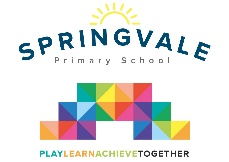 SPRINGVALE
Primary School
PLAYLEARNACHIEVETOGETHER